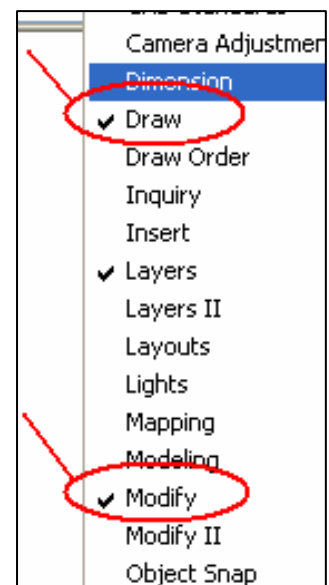 Camera Adjustmer
Dimension
Draw
Draw Order
Inquiry
Insert
Layers
Layers II
Layouts
Lights
Mapping
Modeling
Modify
Modify II
Object Snap